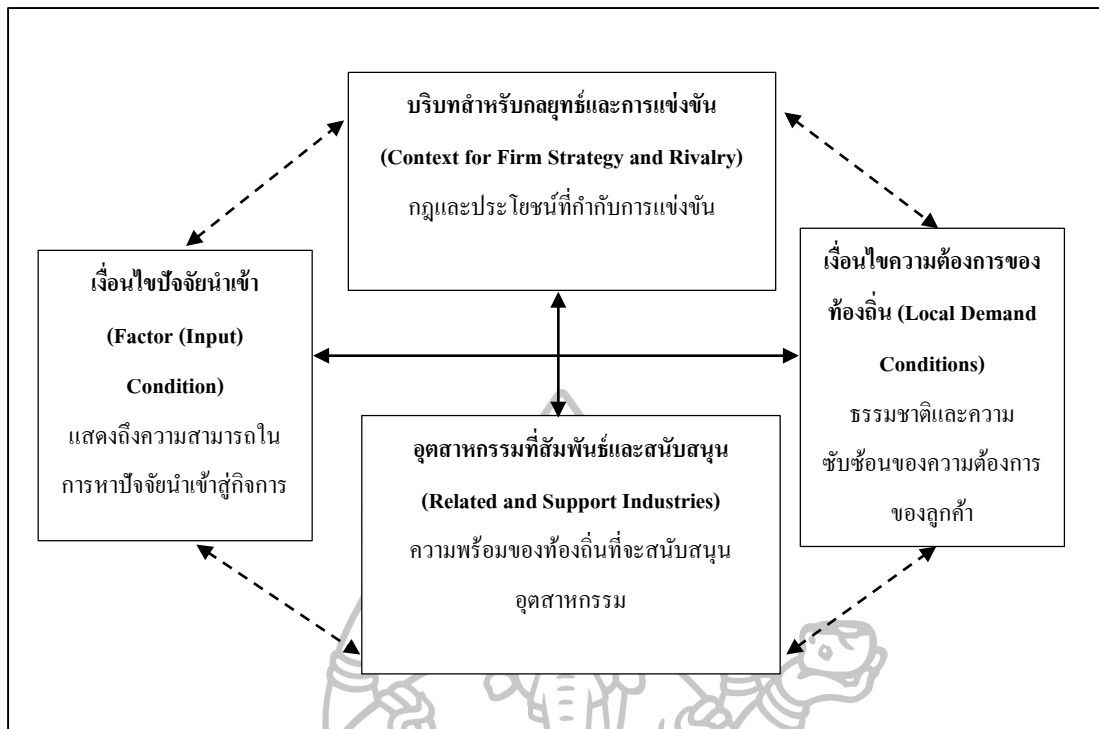 บริบทสำหรับกลยุทธ์และการแข่งขัน
(Context for Firm Strategy and Rivalry)
กฎและประโยชน์ที่กำกับการแข่งขัน
เงื่อนไขปัจจัยนำเข้า
(Factor (Input)
Condition)
แสดงถึงความสามารถใน
การหาปัจจัยนำเข้าสู่กิจการ
เงื่อนไขความต้องการของ
ท้องถิ่น (Local Demand
Conditions)
ธรรมชาติและความ
ซับซ้อนของความต้องการ
ของลูกค้า
อุตสาหกรรมที่สัมพันธ์และสนับสนุน
(Related and Support Industries)
ความพร้อมของท้องถิ่นที่จะสนับสนุน
อุตสาหกรรม